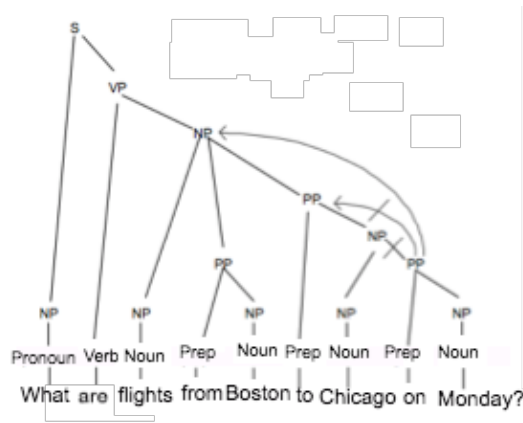 S
VP
NP
PP
NP
PP PP
NP NP NP NP NP
Pronoun Verb Noun Prep Noun Prep Noun Prep Noun
What are flights from Boston to Chicago on Monday?